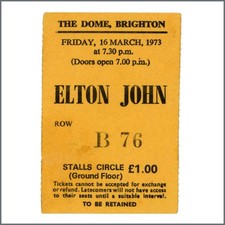 THE DOME, BRIGHTON
FRIDAY, 16 MARCH, 1973
at 7.30 p.m.
(Doors open 7.00 p.m.)
ELTON JOHN
ROW
B 76
STALLS CIRCLE £1.00
(Ground Floor)
Tickets cannot be accepted for exchange
or refund. Latecomers will not have access
to their seats until a suitable interval.
TO BE RETAINED